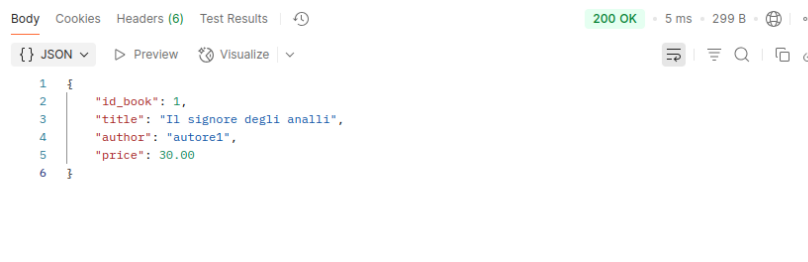 Body Cookies Headers (6) Test Results 200 OK • 5 ms • 299 B
{} JSON Preview Visualize
1 {
2 "id_book": 1,
3 "title": "Il signore degli analli",
4 "author": "autore1",
5 "price": 30.00
6 }